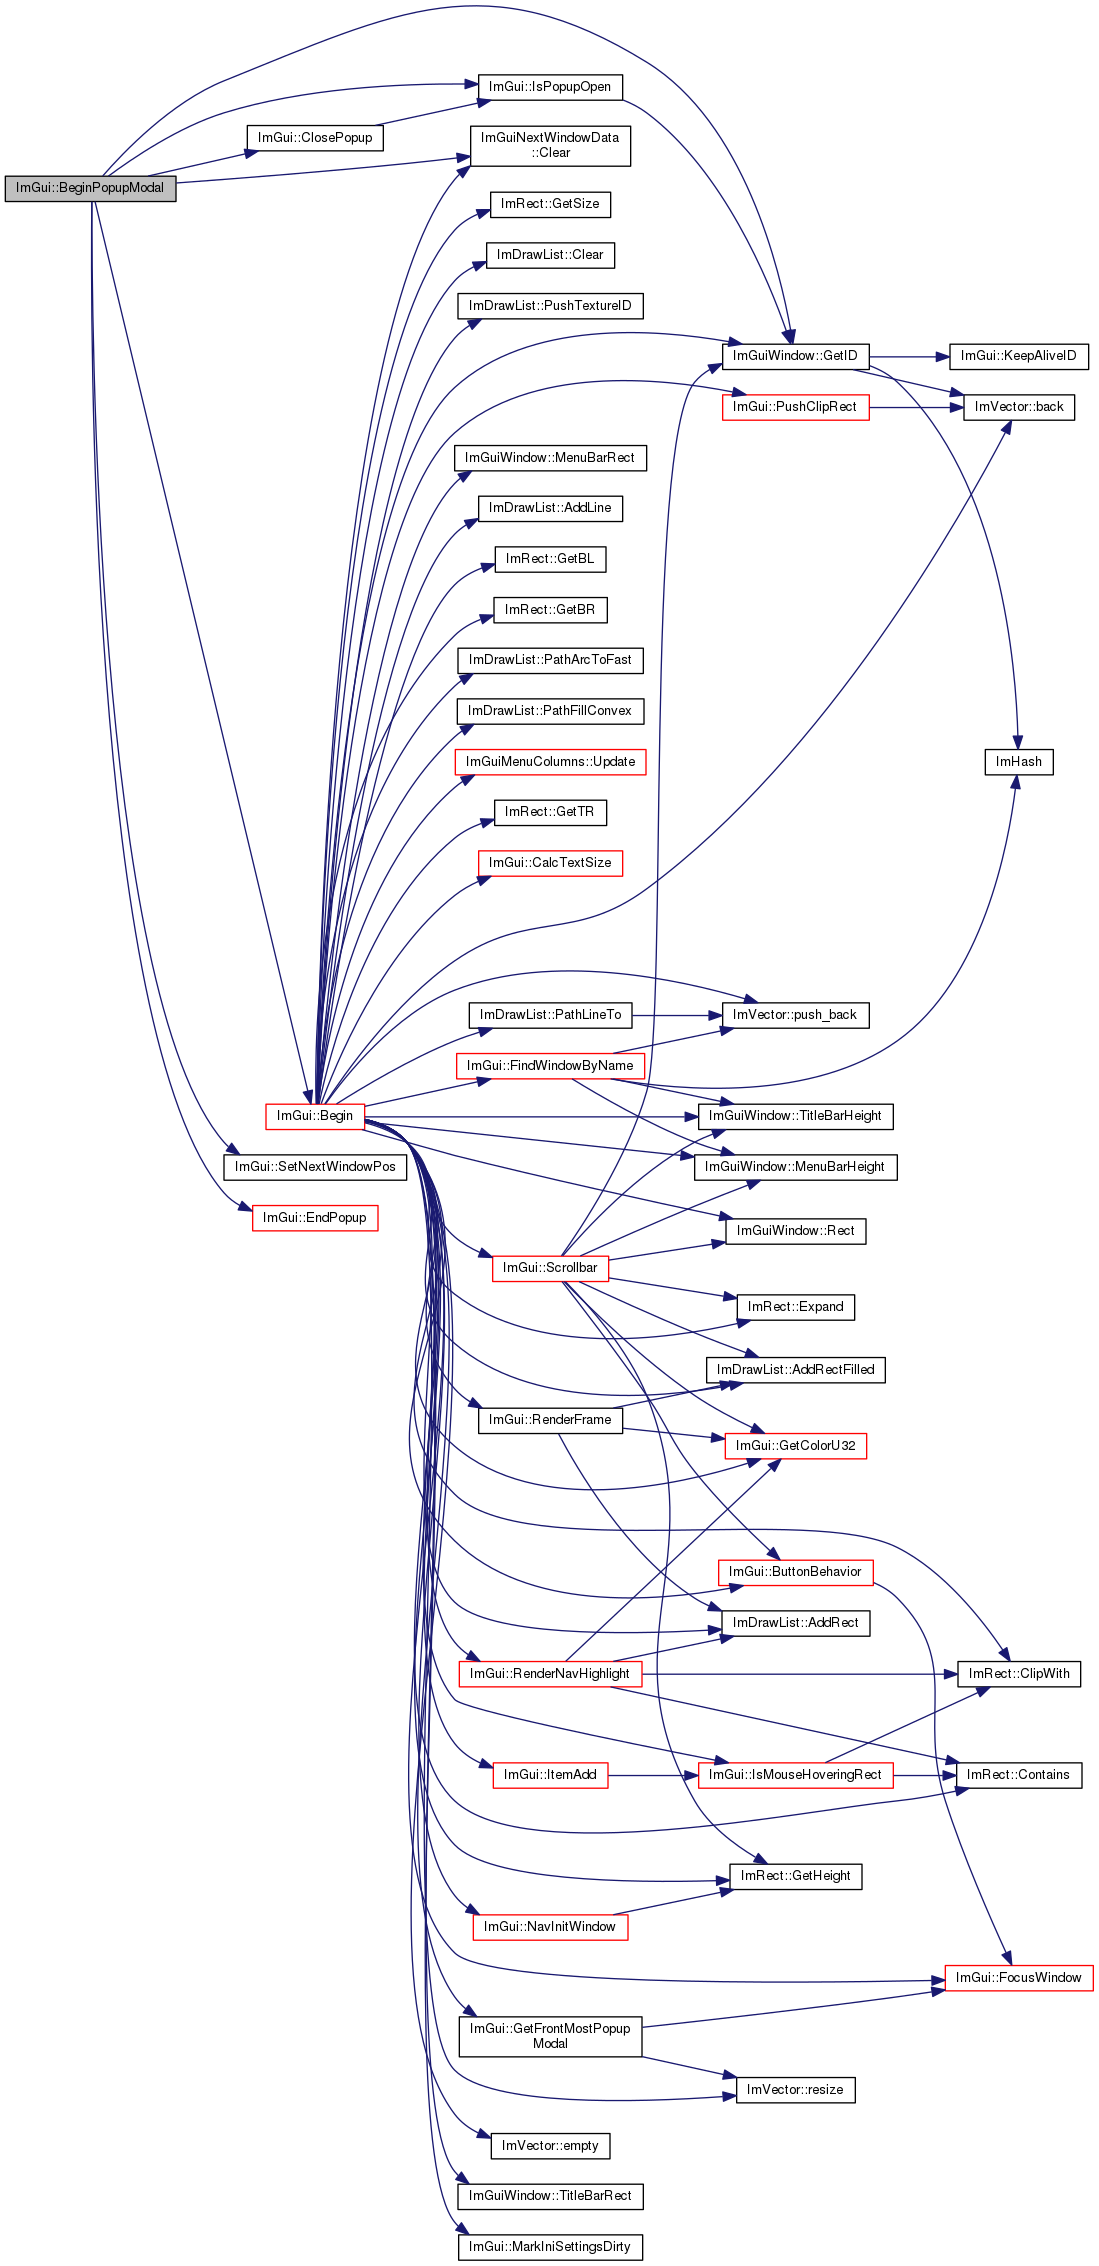 ImGui::IsPopupOpen
ImGui::ClosePopup
ImGuiNextWindowData
::Clear
ImGui::BeginPopupModal
ImRect::GetSize
ImDrawList::Clear
ImDrawList::PushTextureID
ImGuiWindow::GetID
ImGui::KeepAliveID
ImGui::PushClipRect
ImVector::back
ImGuiWindow::MenuBarRect
ImDrawList::AddLine
ImRect::GetBL
ImRect::GetBR
ImDrawList::PathArcToFast
ImDrawList::PathFillConvex
ImGuiMenuColumns::Update
ImHash
ImRect::GetTR
ImGui::CalcTextSize
ImDrawList::PathLineTo
ImVector::push_back
ImGui::FindWindowByName
ImGui::Begin
ImGuiWindow::TitleBarHeight
ImGui::SetNextWindowPos
ImGuiWindow::MenuBarHeight
ImGui::EndPopup
ImGuiWindow::Rect
ImGui::Scrollbar
ImRect::Expand
ImDrawList::AddRectFilled
ImGui::RenderFrame
ImGui::GetColorU32
ImGui::ButtonBehavior
ImDrawList::AddRect
ImGui::RenderNavHighlight
ImRect::ClipWith
ImGui::ItemAdd
ImGui::IsMouseHoveringRect
ImRect::Contains
ImRect::GetHeight
ImGui::NavInitWindow
ImGui::FocusWindow
ImGui::GetFrontMostPopup
Modal
ImVector::resize
ImVector::empty
ImGuiWindow::TitleBarRect
ImGui::MarkIniSettingsDirty